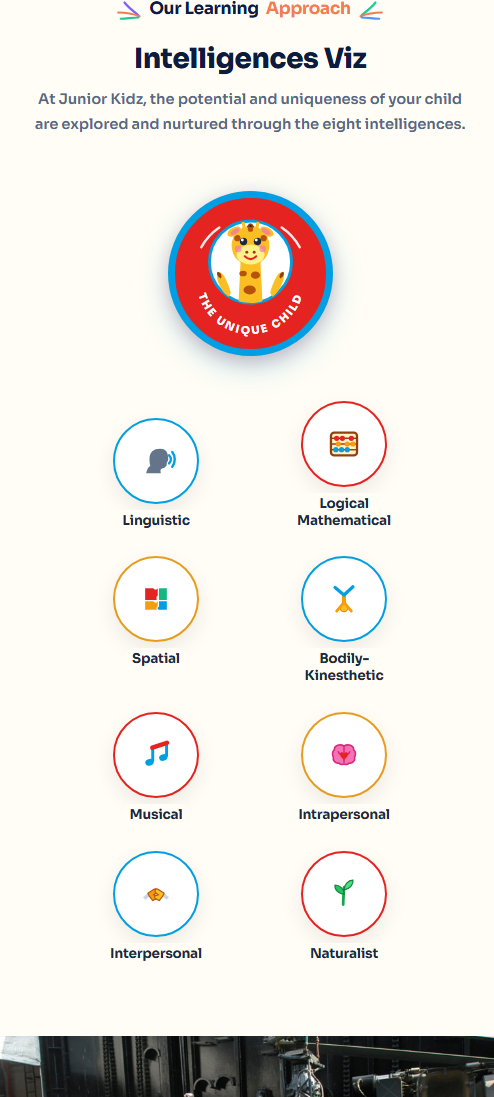 Our Learning Approach
Intelligences Viz
At Junior Kidz, the potential and uniqueness of your child
are explored and nurtured through the eight intelligences.
THE UNIQUE CHILD
Linguistic
Logical
Mathematical
Spatial
Bodily-
Kinesthetic
Musical
Intrapersonal
Interpersonal
Naturalist